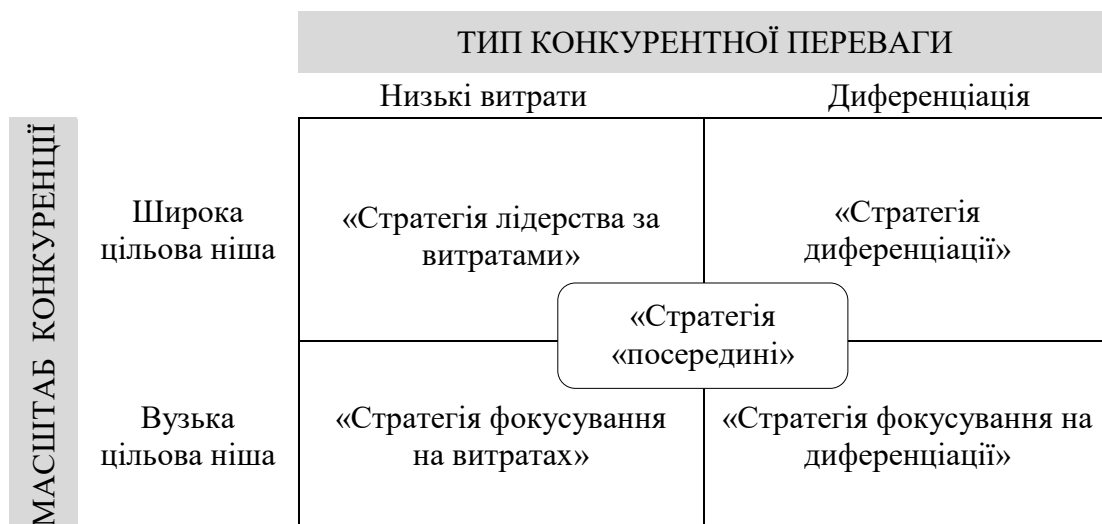 ТИП КОНКУРЕНТНОЇ ПЕРЕВАГИ
Низькі витрати
Диференціація
МАСШТАБ КОНКУРЕНЦІЇ
Широка
цільова ніша
«Стратегія лідерства за
витратами»
«Стратегія
диференціації»
«Стратегія
«посередині»
Вузька
цільова ніша
«Стратегія фокусування
на витратах»
«Стратегія фокусування на
диференціації»